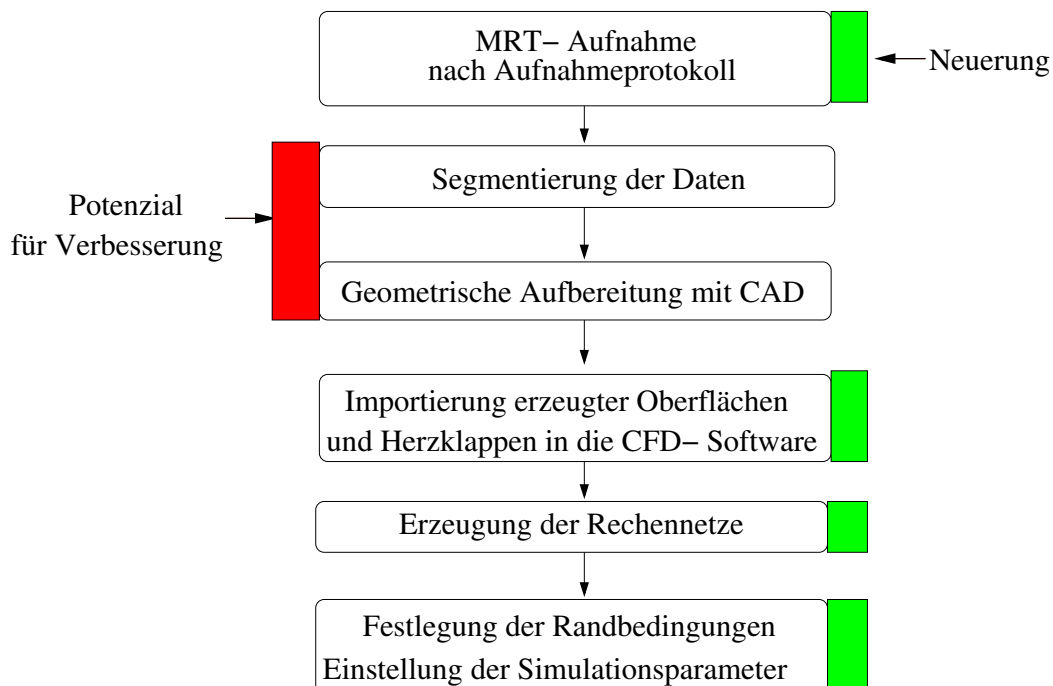 MRT– Aufnahme
nach Aufnahmeprotokoll
Neuerung
Segmentierung der Daten
Potenzial
für Verbesserung
Geometrische Aufbereitung mit CAD
Importierung erzeugter Oberflächen
und Herzklappen in die CFD– Software
Erzeugung der Rechennetze
Festlegung der Randbedingungen
Einstellung der Simulationsparameter